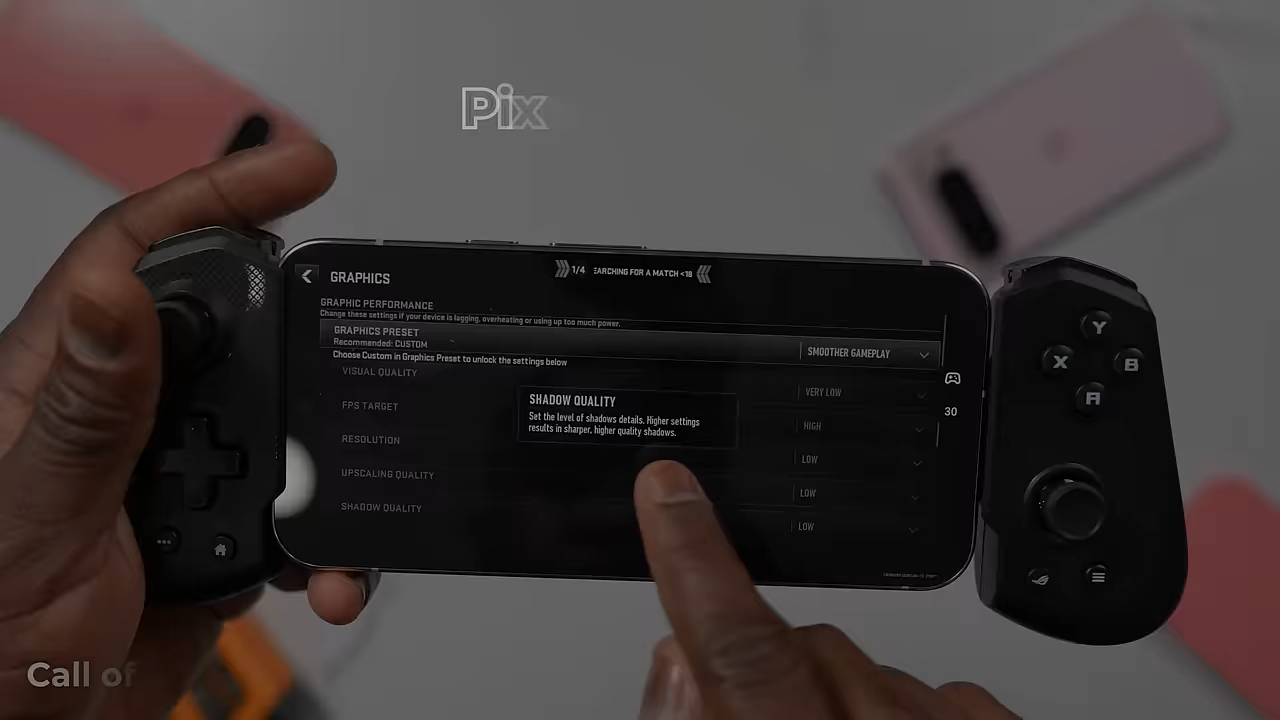 Pix
GRAPHICS
1/4 EARCHING FOR A MATCH <18
GRAPHIC PERFORMANCE
Change these settings if your device is lagging, overheating or using up too much power.
GRAPHICS PRESET
Recommended: CUSTOM
SMOOTHER GAMEPLAY
Choose Custom in Graphics Preset to unlock the settings below
VISUAL QUALITY
VERY LOW
FPS TARGET
HIGH
RESOLUTION
LOW
UPSCALING QUALITY
LOW
SHADOW QUALITY
LOW
SHADOW QUALITY
Set the level of shadows details. Higher settings
results in sharper, higher quality shadows.
30
Y
X
B
A
Call of